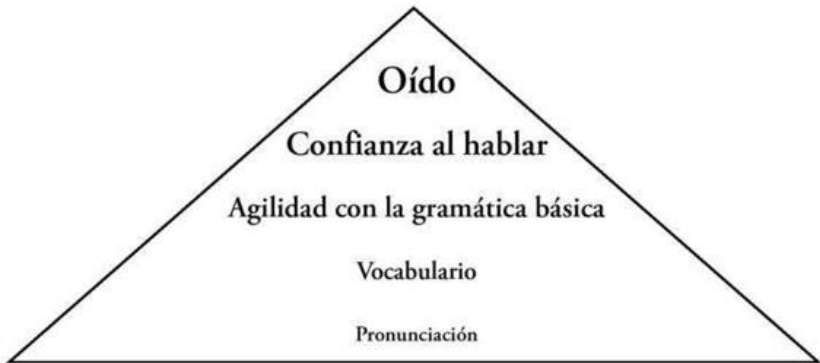 Oído
Confianza al hablar
Agilidad con la gramática básica
Vocabulario
Pronunciación